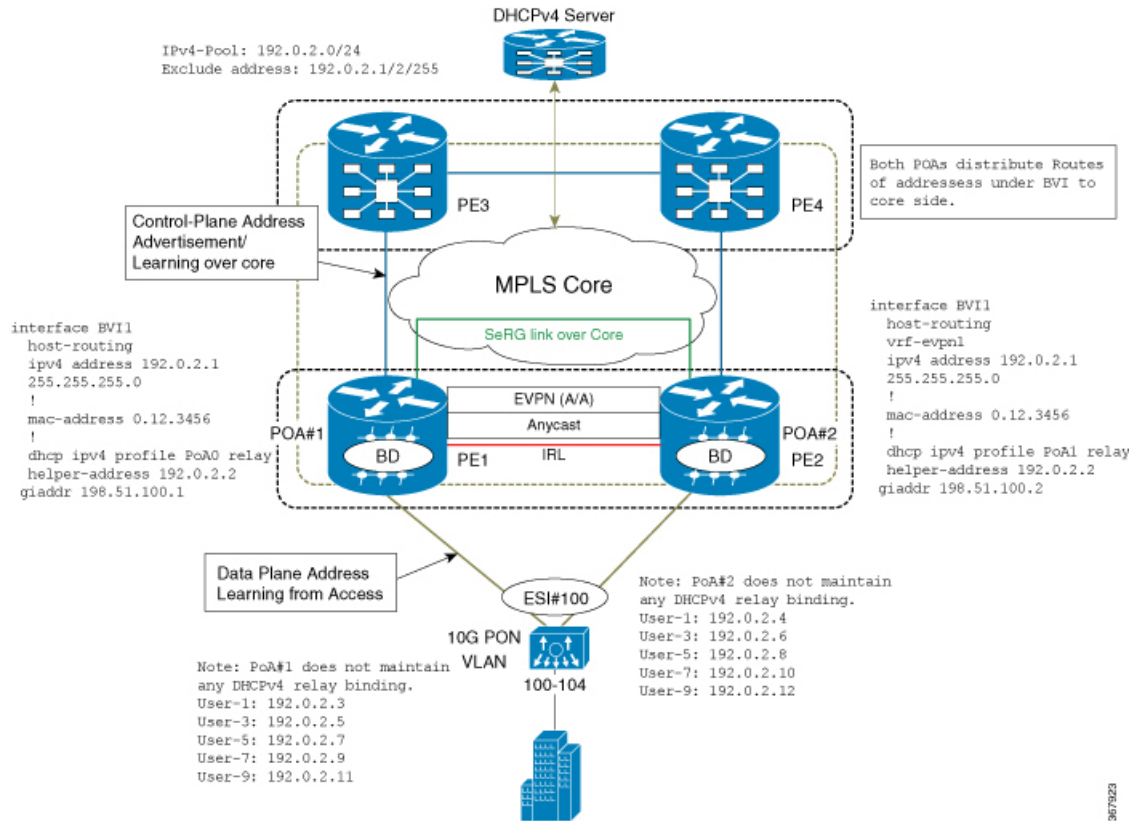 DHCPv4 Server
IPv4-Pool: 192.0.2.0/24
Exclude address: 192.0.2.1/2/255
PE3
PE4
Both POAs distribute Routes
of addressess under BVI to
core side.
Control-Plane Address
Advertisement/
Learning over core
MPLS Core
SeRG link over Core
interface BVI1
host-routing
ipv4 address 192.0.2.1
255.255.255.0
!
mac-address 0.12.3456
!
dhcp ipv4 profile PoA0 relay
helper-address 192.0.2.2
giaddr 198.51.100.1
interface BVI1
host-routing
vrf-evpn1
ipv4 address 192.0.2.1
255.255.255.0
!
mac-address 0.12.3456
!
dhcp ipv4 profile PoA1 relay
helper-address 192.0.2.2
giaddr 198.51.100.2
POA#1
BD
PE1
EVPN (A/A)
Anycast
IRL
POA#2
BD
PE2
Data Plane Address
Learning from Access
ESI#100
10G PON
VLAN
100-104
Note: PoA#1 does not maintain
any DHCPv4 relay binding.
User-1: 192.0.2.3
User-3: 192.0.2.5
User-5: 192.0.2.7
User-7: 192.0.2.9
User-9: 192.0.2.11
Note: PoA#2 does not maintain
any DHCPv4 relay binding.
User-1: 192.0.2.4
User-3: 192.0.2.6
User-5: 192.0.2.8
User-7: 192.0.2.10
User-9: 192.0.2.12
367923